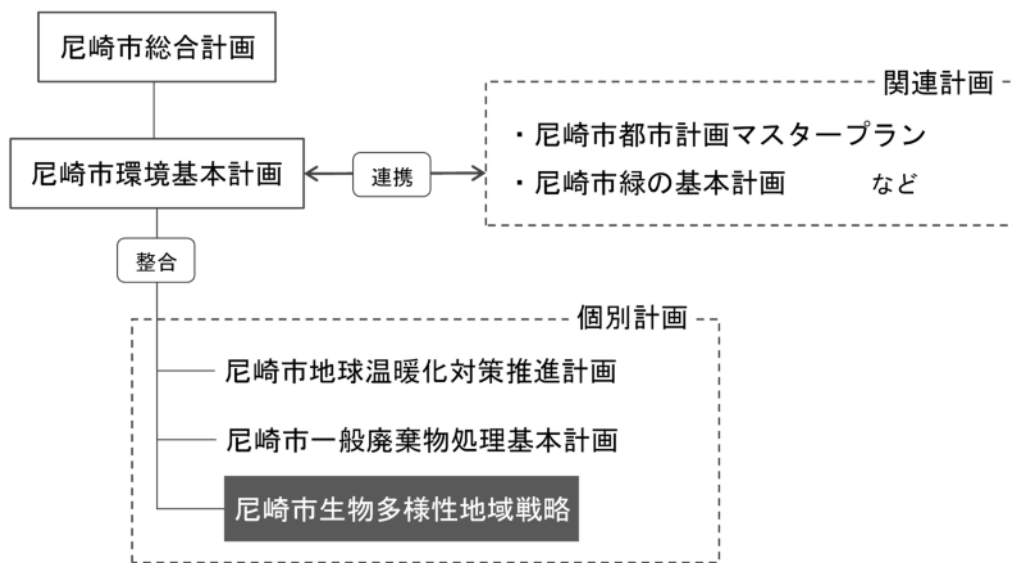 尼崎市総合計画
関連計画
・尼崎市都市計画マスタープラン
尼崎市環境基本計画
連携
・尼崎市緑の基本計画 など
整合
個別計画
尼崎市地球温暖化対策推進計画
尼崎市一般廃棄物処理基本計画
尼崎市生物多様性地域戦略